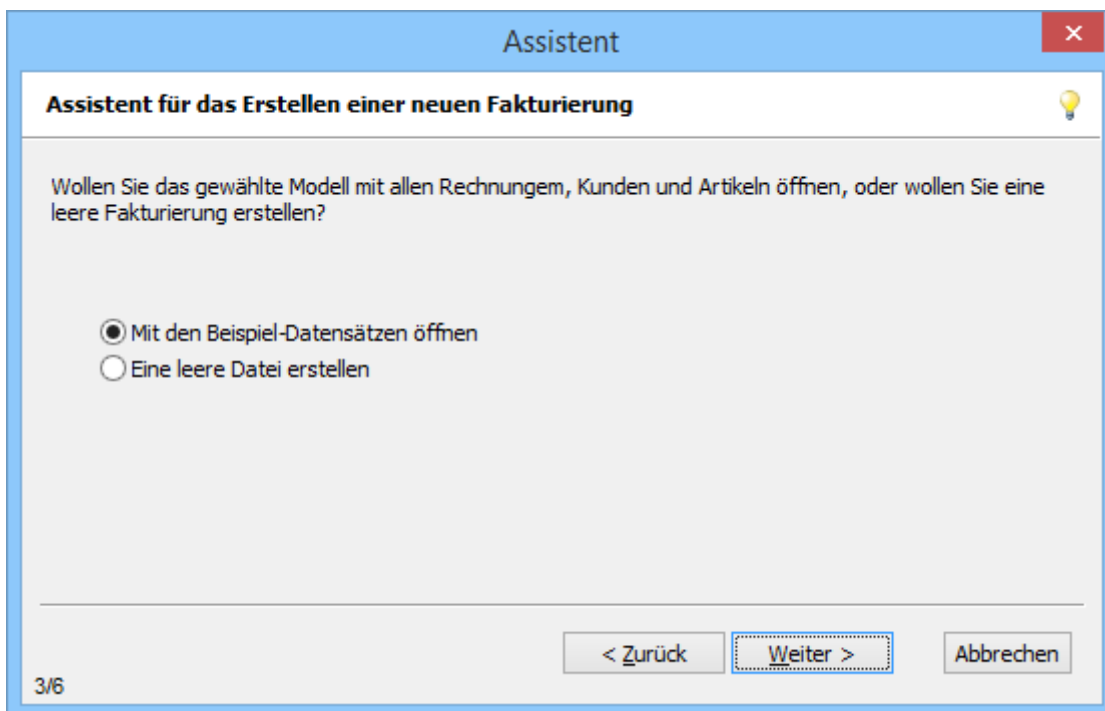 Assistent
Assistent für das Erstellen einer neuen Fakturierung
Wollen Sie das gewählte Modell mit allen Rechnungem, Kunden und Artikeln öffnen, oder wollen Sie eine
leere Fakturierung erstellen?
Mit den Beispiel-Datensätzen öffnen
Eine leere Datei erstellen
< Zurück Weiter > Abbrechen
3/6